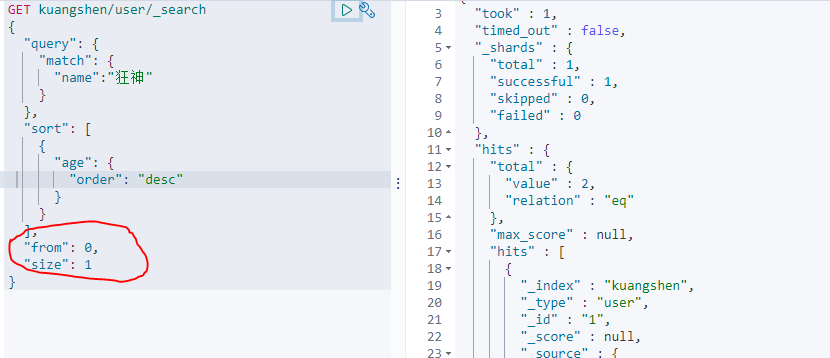 GET kuangshen/user/_search
{
  "query": {
    "match": {
      "name":"狂神"
    }
  },
  "sort": [
    {
      "age": {
        "order": "desc"
      }
    }
  ],
  "from": 0,
  "size": 1
}
3 "took" : 1,
4 "timed_out" : false,
5 "_shards" : {
6 "total" : 1,
7 "successful" : 1,
8 "skipped" : 0,
9 "failed" : 0
10 },
11 "hits" : {
12 "total" : {
13 "value" : 2,
14 "relation" : "eq"
15 },
16 "max_score" : null,
17 "hits" : [
18 {
19 "_index" : "kuangshen",
20 "_type" : "user",
21 "_id" : "1",
22 "_score" : null,
23 "_source" : {